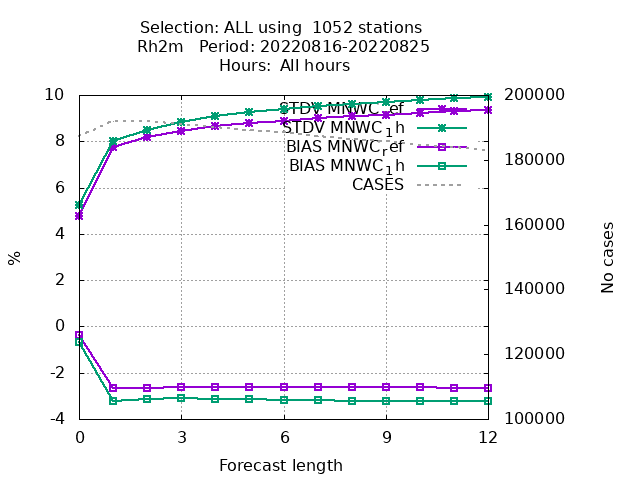 Selection: ALL using  1052 stations
Rh2m   Period: 20220816-20220825
Hours:  All hours
STDV MNWC_ref
STDV MNWC_1h
BIAS MNWC_ref
BIAS MNWC_1h
CASES
10
8
6
4
2
0
-2
-4
%
200000
180000
160000
140000
120000
100000
No cases
0 3 6 9 12
Forecast length